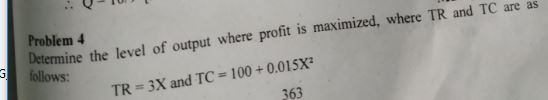 ∴ Q
Problem 4
Determine the level of output where profit is maximized, where TR and TC are as
follows:
TR = 3X and TC = 100 + 0.015X²
363